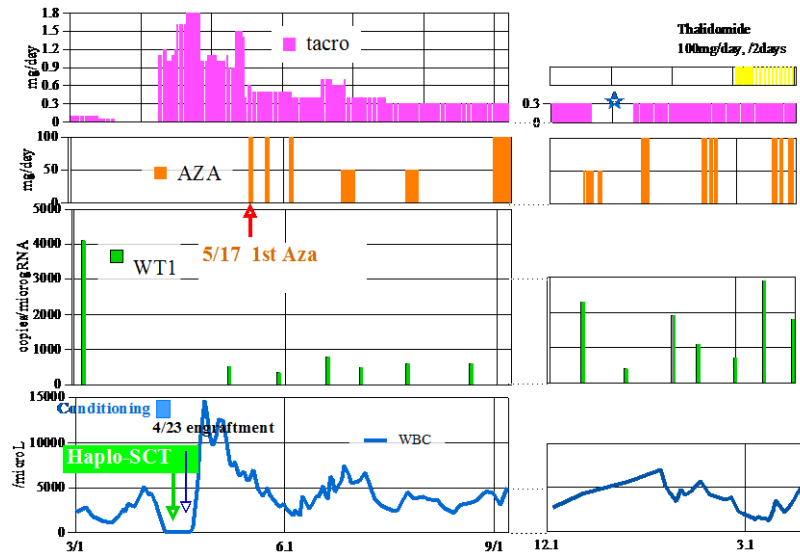 1.8
1.5
1.2
0.9
0.6
0.3
0
mg/day
tacro
Thalidomide
100mg/day, /2days
0.3
0
100
50
0
mg/day
AZA
5000
4000
3000
2000
1000
0
copies/microgRNA
5/17 1st Aza
WT1
15000
10000
5000
0
/microL
Conditioning
4/23 engraftment
Haplo-SCT
WBC
3/1
6.1
9/1
12.1
3.1